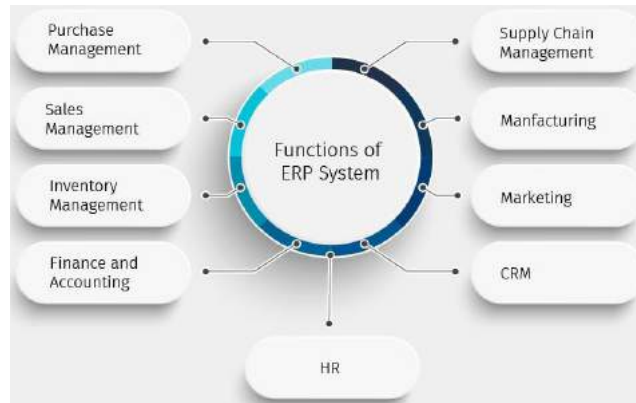 Purchase
Management
Sales
Management
Inventory
Management
Finance and
Accounting
Functions of
ERP System
Supply Chain
Management
Manfacturing
Marketing
CRM
HR